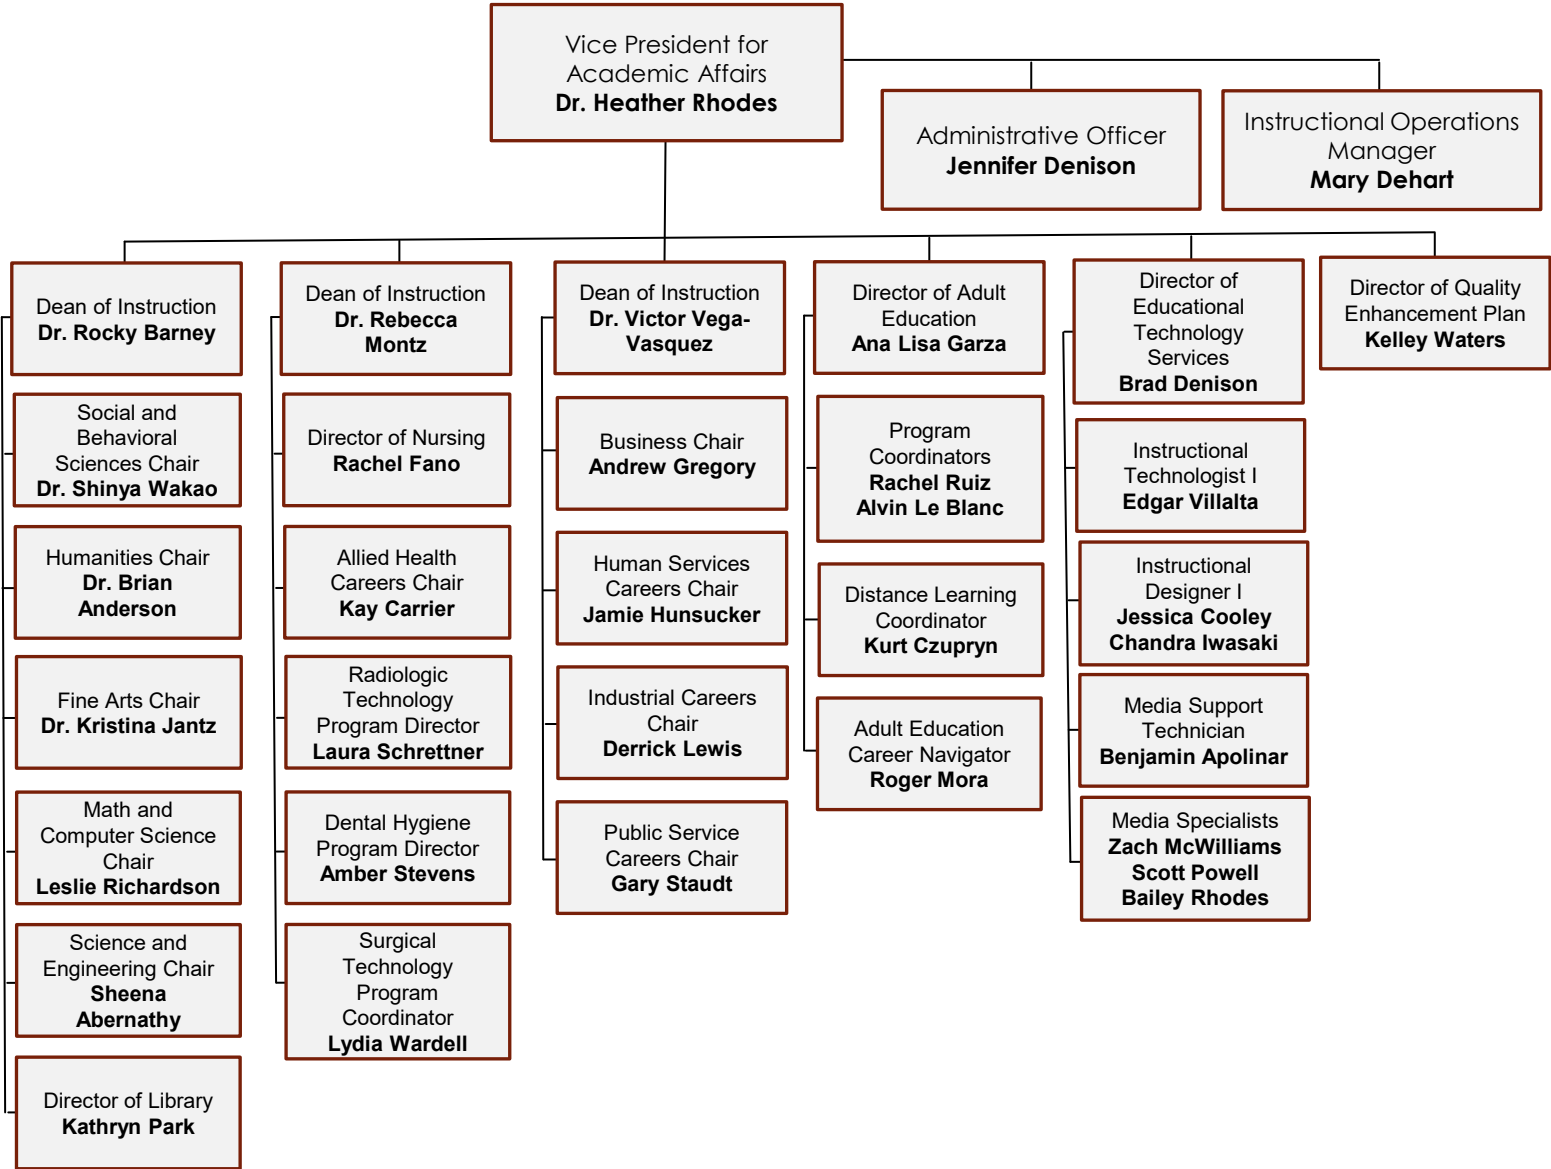 Vice President for
Academic Affairs
Dr. Heather Rhodes
Administrative Officer
Jennifer Denison
Instructional Operations
Manager
Mary Dehart
Dean of Instruction
Dr. Rocky Barney
Social and
Behavioral
Sciences Chair
Dr. Shinya Wakao
Humanities Chair
Dr. Brian
Anderson
Fine Arts Chair
Dr. Kristina Jantz
Math and
Computer Science
Chair
Leslie Richardson
Science and
Engineering Chair
Sheena
Abernathy
Director of Library
Kathryn Park
Dean of Instruction
Dr. Rebecca
Montz
Director of Nursing
Rachel Fano
Allied Health
Careers Chair
Kay Carrier
Radiologic
Technology
Program Director
Laura Schrettner
Dental Hygiene
Program Director
Amber Stevens
Surgical
Technology
Program
Coordinator
Lydia Wardell
Dean of Instruction
Dr. Victor Vega-
Vasquez
Business Chair
Andrew Gregory
Human Services
Careers Chair
Jamie Hunsucker
Industrial Careers
Chair
Derrick Lewis
Public Service
Careers Chair
Gary Staudt
Director of Adult
Education
Ana Lisa Garza
Program
Coordinators
Rachel Ruiz
Alvin Le Blanc
Distance Learning
Coordinator
Kurt Czupryn
Adult Education
Career Navigator
Roger Mora
Director of
Educational
Technology
Services
Brad Denison
Instructional
Technologist I
Edgar Villalta
Instructional
Designer I
Jessica Cooley
Chandra Iwasaki
Media Support
Technician
Benjamin Apolinar
Media Specialists
Zach McWilliams
Scott Powell
Bailey Rhodes
Director of Quality
Enhancement Plan
Kelley Waters